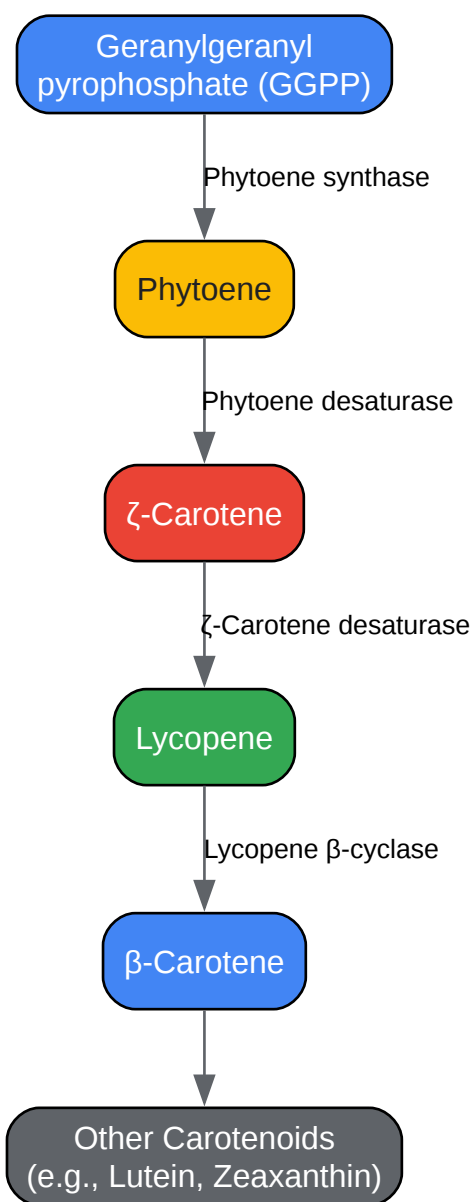 Geranylgeranyl
pyrophosphate (GGPP)
Phytoene synthase
Phytoene
Phytoene desaturase
ζ-Carotene
ζ-Carotene desaturase
Lycopene
Lycopene β-cyclase
β-Carotene
Other Carotenoids
(e.g., Lutein, Zeaxanthin)